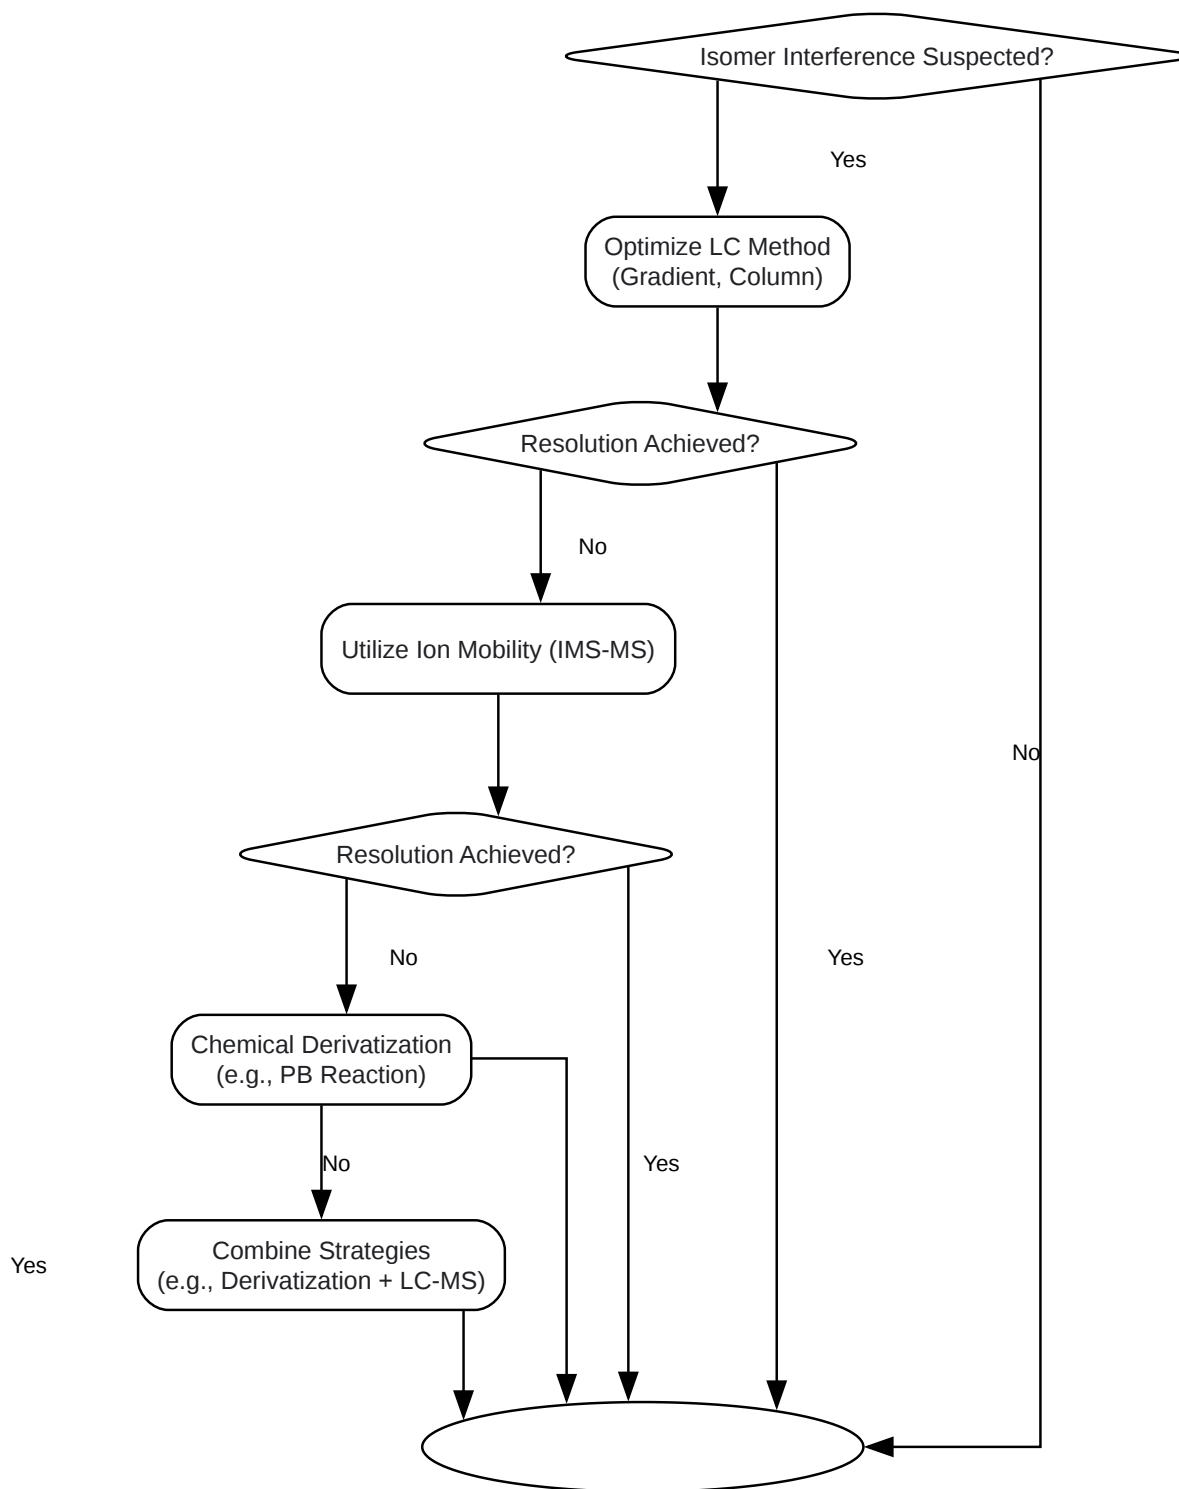 Isomer Interference Suspected?
Yes
Optimize LC Method
(Gradient, Column)
Resolution Achieved?
No
Utilize Ion Mobility (IMS-MS)
No
Resolution Achieved?
No
Yes
Chemical Derivatization
(e.g., PB Reaction)
No
Yes
Combine Strategies
(e.g., Derivatization + LC-MS)
Yes